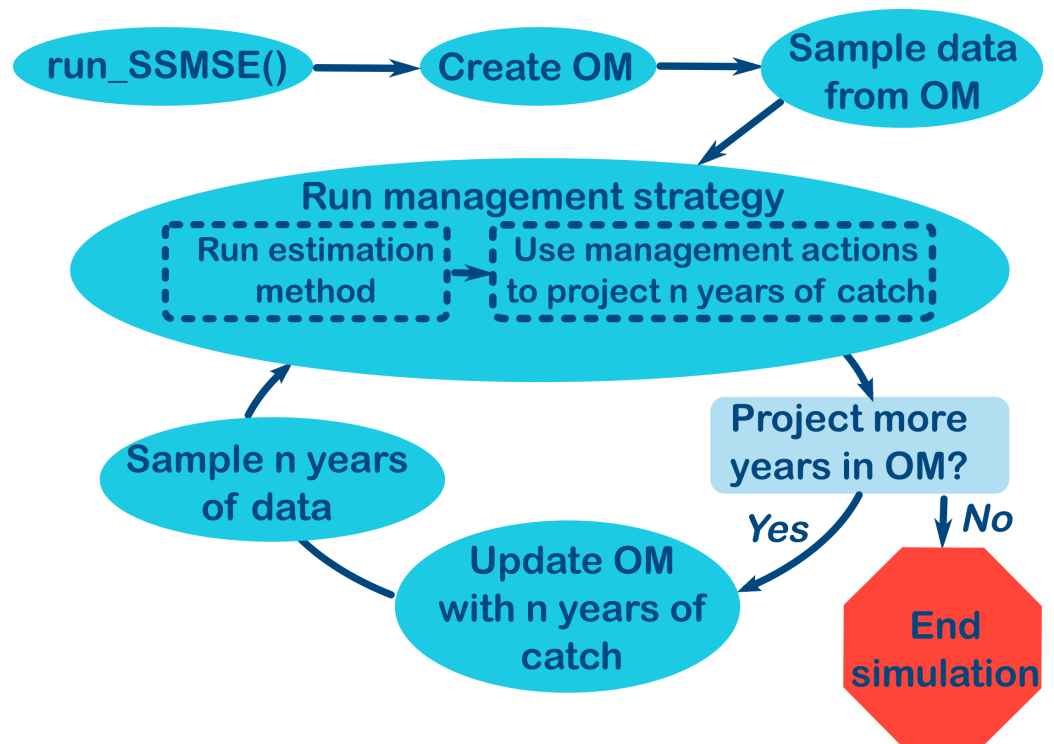 run_SSMSE()
Create OM
Sample data
from OM
Run management strategy
Run estimation
method
Use management actions
to project n years of catch
Project more
years in OM?
Yes
No
Sample n years
of data
Update OM
with n years of
catch
End
simulation